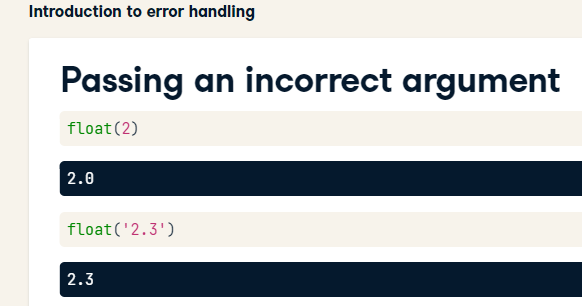 Introduction to error handling
Passing an incorrect argument
float(2)
2.0
float('2.3')
2.3